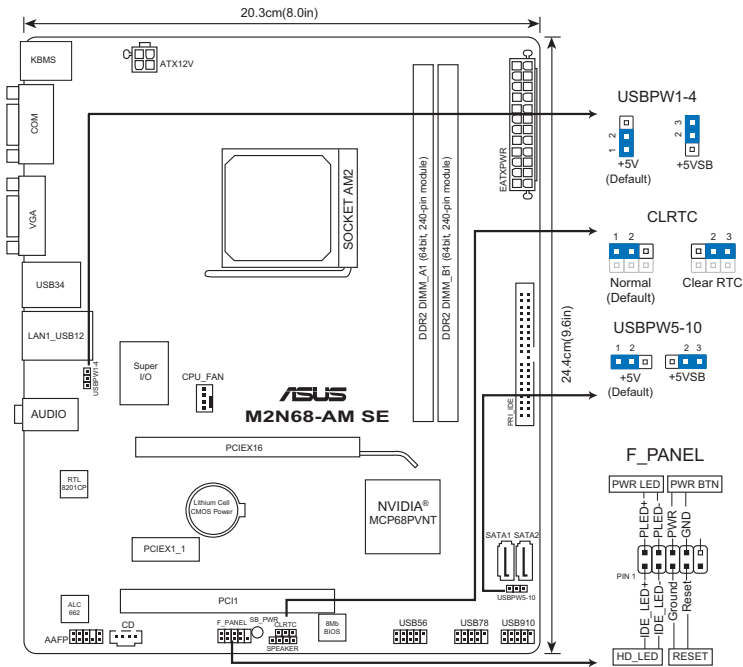 20.3cm(8.0in)
KBMS
ATX12V
COM
VGA
USB34
LAN1_USB12
AUDIO
USBPW1-4
Super
I/O
CPU_FAN
SOCKET AM2
DDR2 DIMM_A1 (64bit, 240-pin module)
DDR2 DIMM_B1 (64bit, 240-pin module)
EATXPWR
24.4cm(9.6in)
PRI_IDE
ASUS
M2N68-AM SE
PCIEX16
RTL
8201CP
Lithium Cell
CMOS Power
NVIDIA®
MCP68PVNT
PCIEX1_1
SATA1 SATA2
USBPW5-10
PCI1
ALC
662
AAFP
CD
F_PANEL
SB_PWR
CLRTC
SPEAKER
8Mb
BIOS
USB56
USB78
USB910
USBPW1-4
1 2
2 3
+5V
(Default)
+5VSB
CLRTC
1 2
2 3
Normal
(Default)
Clear RTC
USBPW5-10
1 2
2 3
+5V
(Default)
+5VSB
F_PANEL
PWR LED
PWR BTN
PLED+
PLED-
PWR
GND
PIN 1
IDE_LED+
IDE_LED-
Ground
Reset
HD_LED
RESET